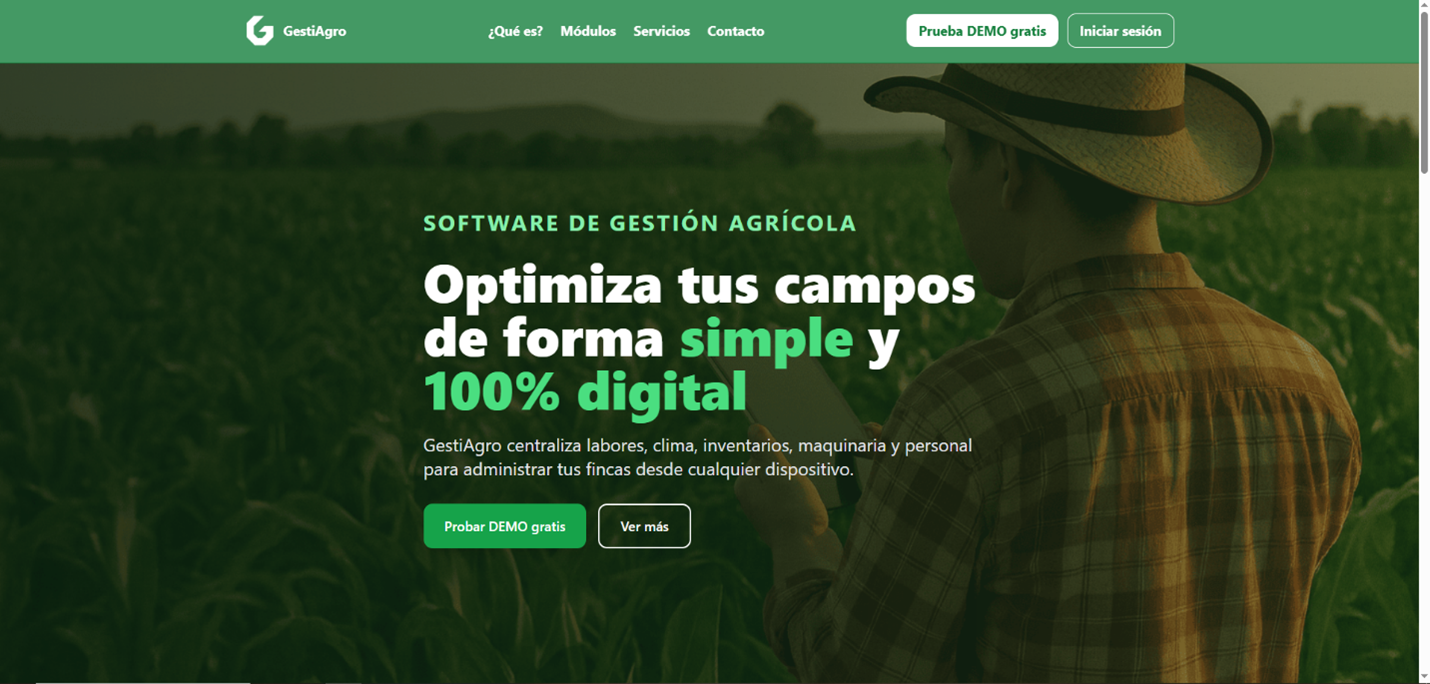 GestiAgro
¿Qué es? Módulos Servicios Contacto
Prueba DEMO gratis Iniciar sesión
SOFTWARE DE GESTIÓN AGRÍCOLA
Optimiza tus campos
de forma simple y
100% digital
GestiAgro centraliza labores, clima, inventarios, maquinaria y personal
para administrar tus fincas desde cualquier dispositivo.
Probar DEMO gratis Ver más